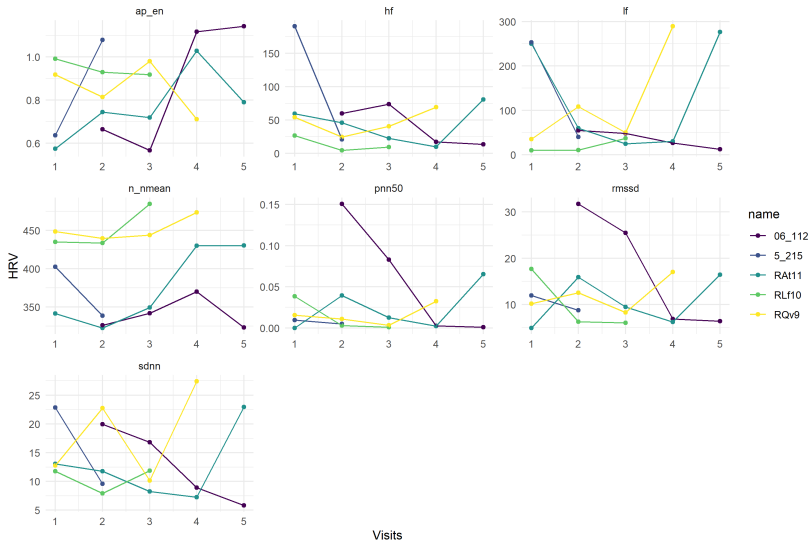 ap_en hf lf
1.0
0.8
0.6
150
100
50
0
300
200
100
0
1 2 3 4 5
1 2 3 4 5
1 2 3 4 5
n_nmean pnn50 rmssd
450
400
350
0.15
0.10
0.05
0.00
30
20
10
1 2 3 4 5
1 2 3 4 5
1 2 3 4 5
sdnn
25
20
15
10
5
1 2 3 4 5
HRV
Visits
name
06_112
5_215
RAt11
RLf10
RQv9